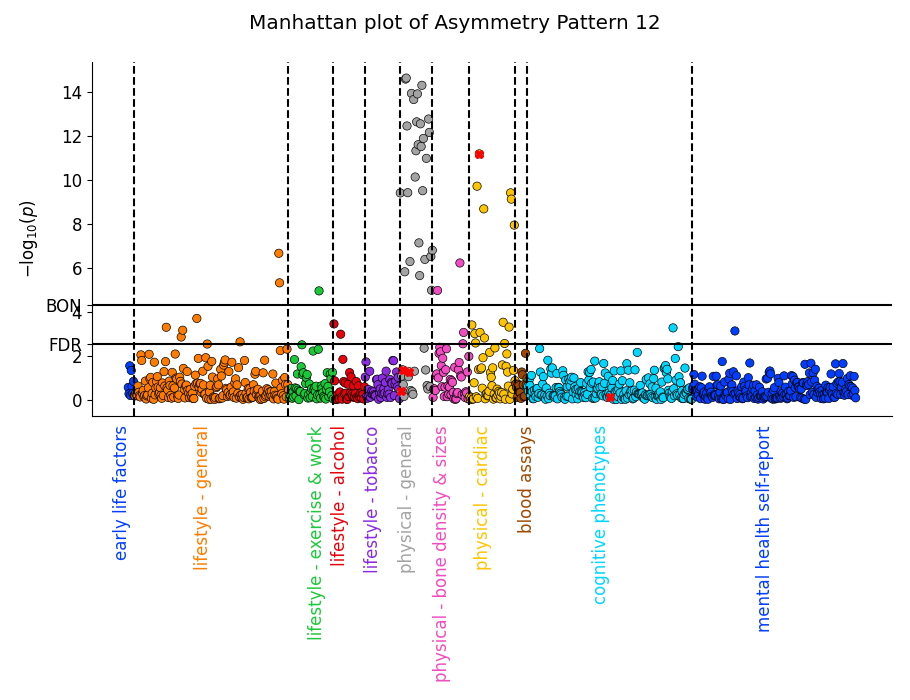 Manhattan plot of Asymmetry Pattern 12
−log₁₀(p)
14
12
10
8
6
BON
4
FDR
2
0
early life factors
lifestyle - general
lifestyle - exercise & work
lifestyle - alcohol
lifestyle - tobacco
physical - general
physical - bone density & sizes
physical - cardiac
blood assays
cognitive phenotypes
mental health self-report